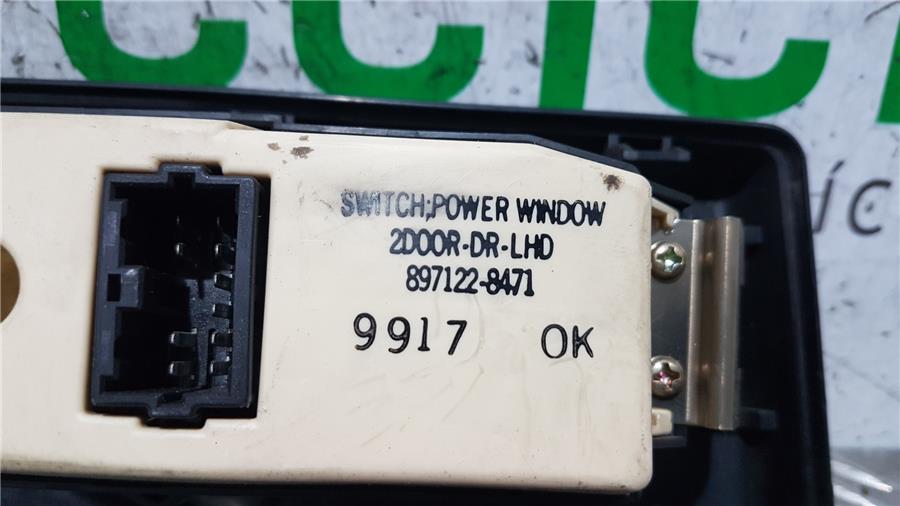 SWITCH;POWER WINDOW
2DOOR-DR-LHD
897122-8471
9917 OK